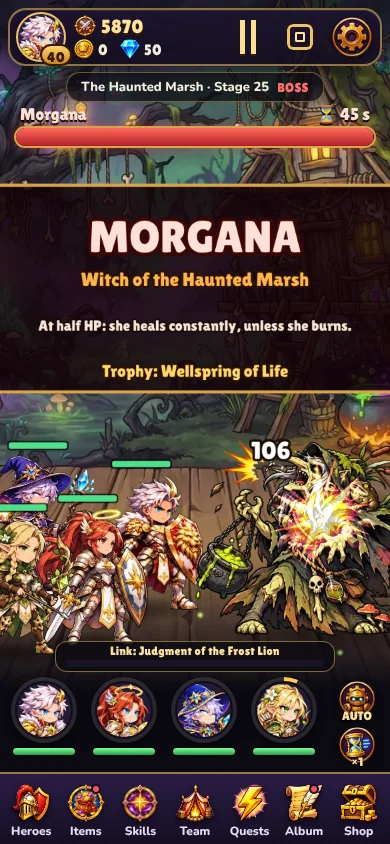 5870
40
0
50
The Haunted Marsh · Stage 25 BOSS
Morgana
45 s
MORGANA
Witch of the Haunted Marsh
At half HP: she heals constantly, unless she burns.
Trophy: Wellspring of Life
106
Link: Judgment of the Frost Lion
AUTO
×1
Heroes Items Skills Team Quests Album Shop